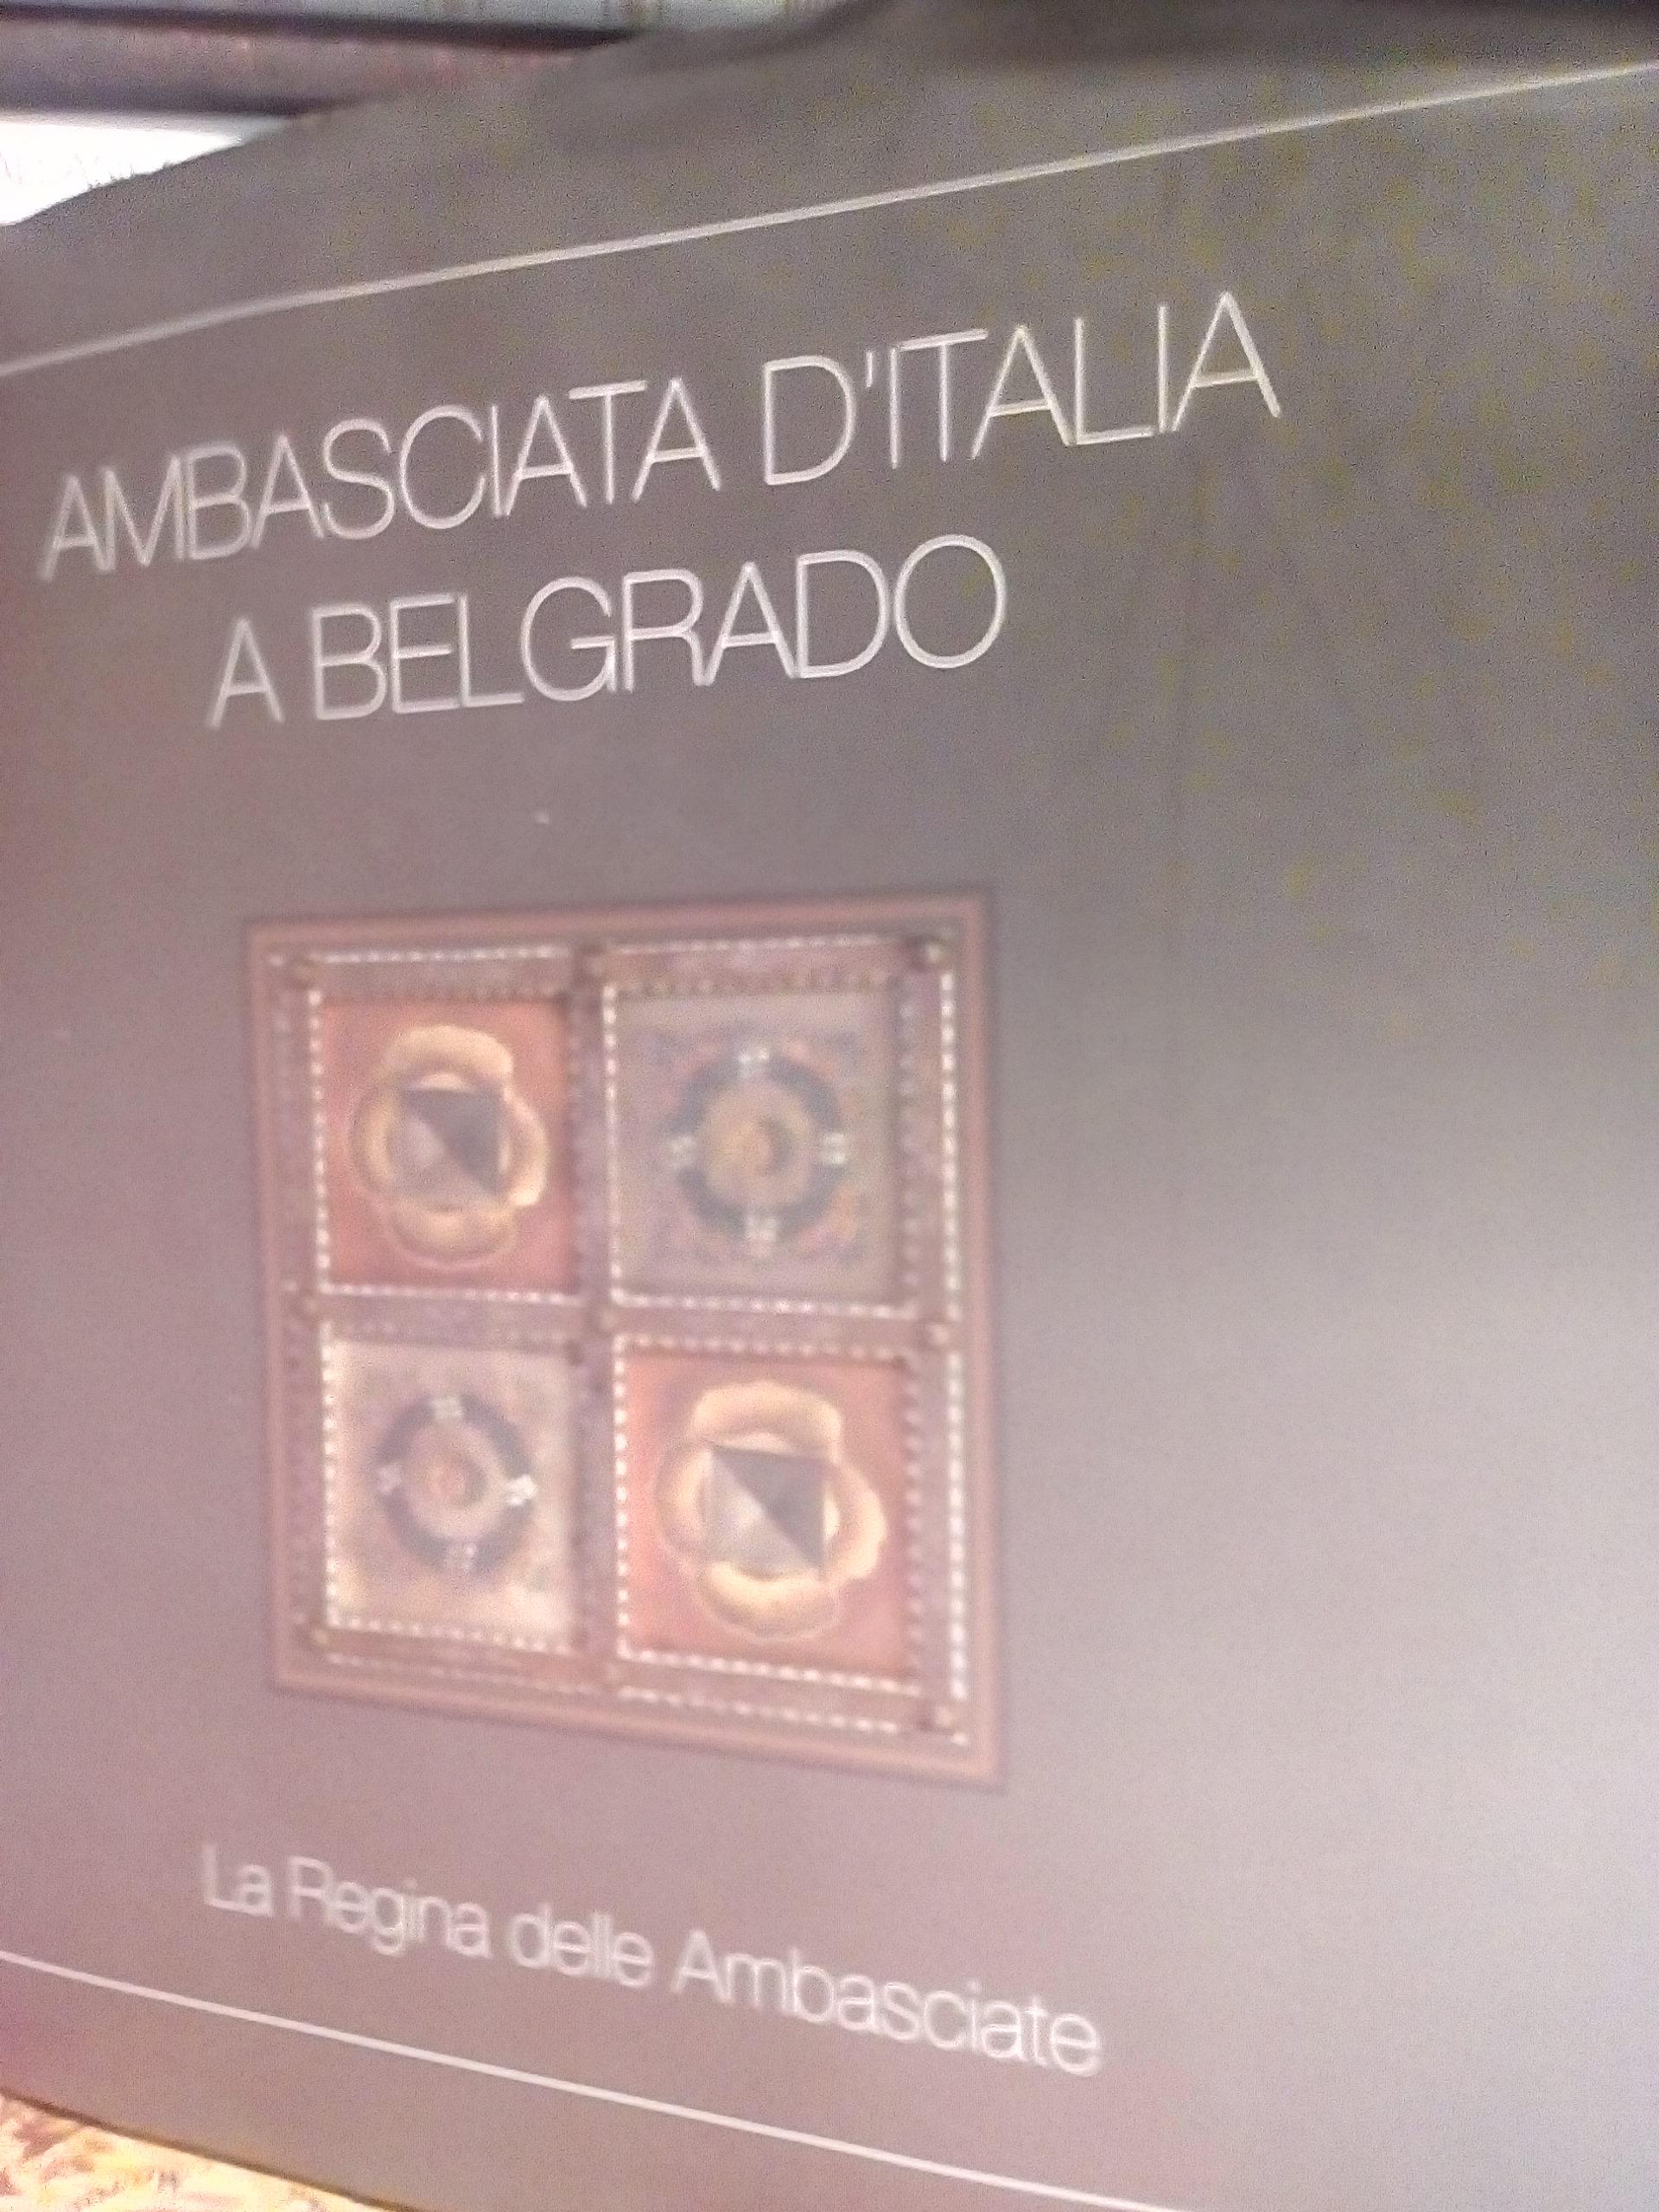 AMBASCIATA D'ITALIA
A BELGRADO
La Regina delle Ambasciate